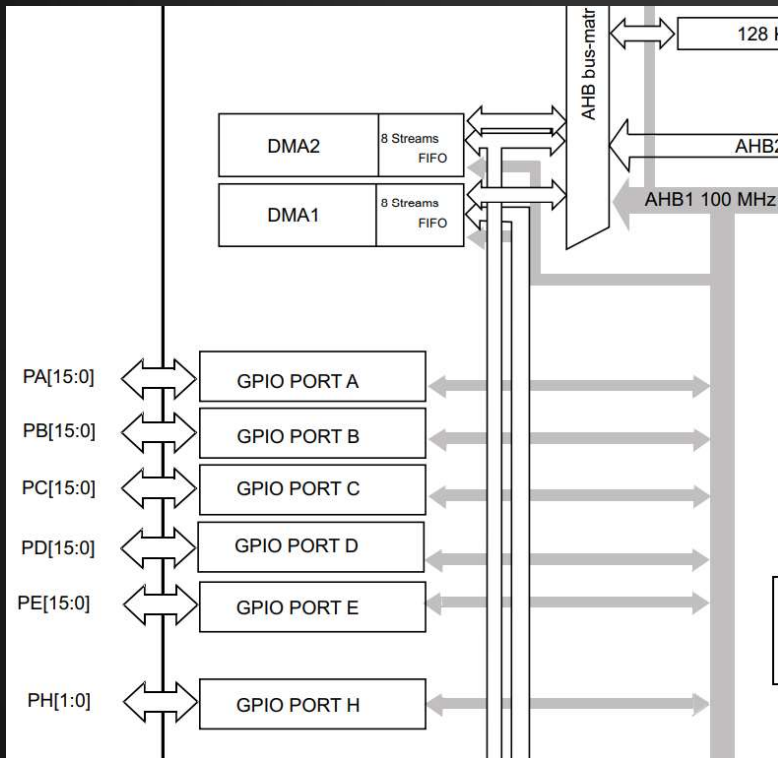 AHB bus-matr
128 K
DMA2
8 Streams
FIFO
AHB2
DMA1
8 Streams
FIFO
AHB1 100 MHz
PA[15:0]
GPIO PORT A
PB[15:0]
GPIO PORT B
PC[15:0]
GPIO PORT C
PD[15:0]
GPIO PORT D
PE[15:0]
GPIO PORT E
PH[1:0]
GPIO PORT H